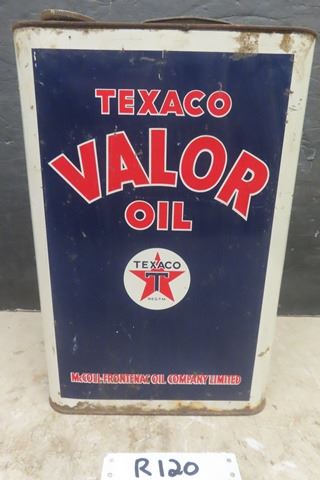 TEXACO
VALOR
OIL
TEXACO
T
REG. T.M.
McCOLL-FRONTENAC OIL COMPANY LIMITED
R120